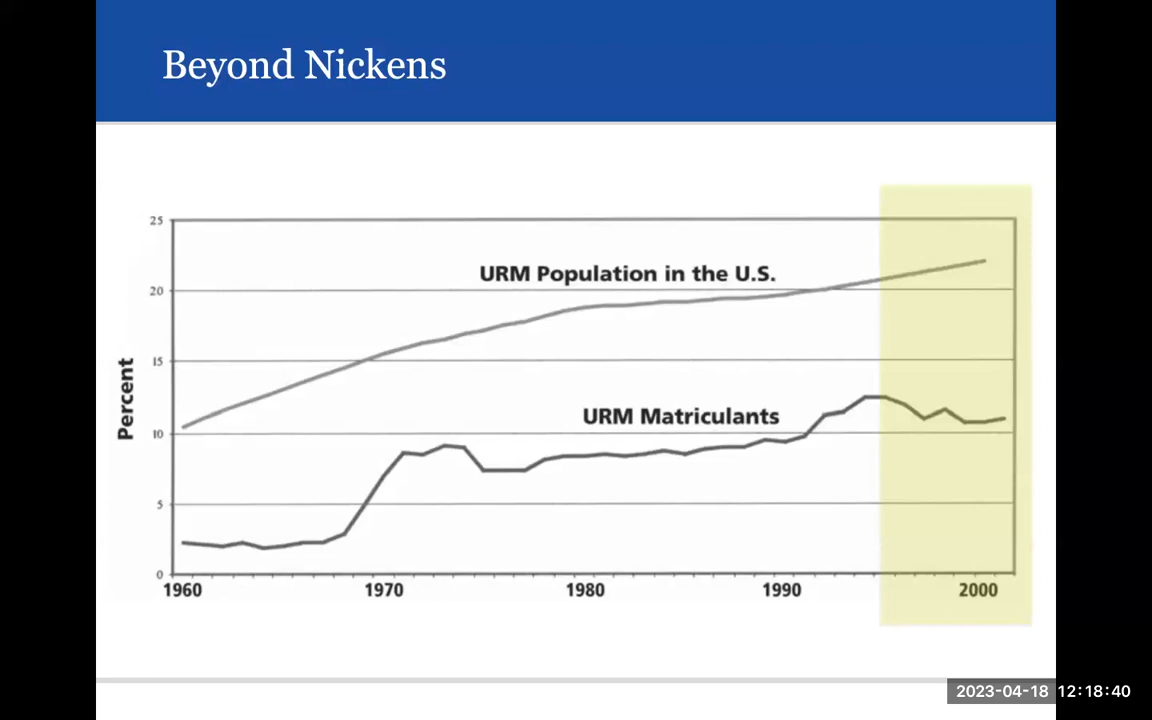 Beyond Nickens
25
URM Population in the U.S.
20
15
Percent
URM Matriculants
10
5
0
1960 1970 1980 1990 2000
2023-04-18 12:18:40